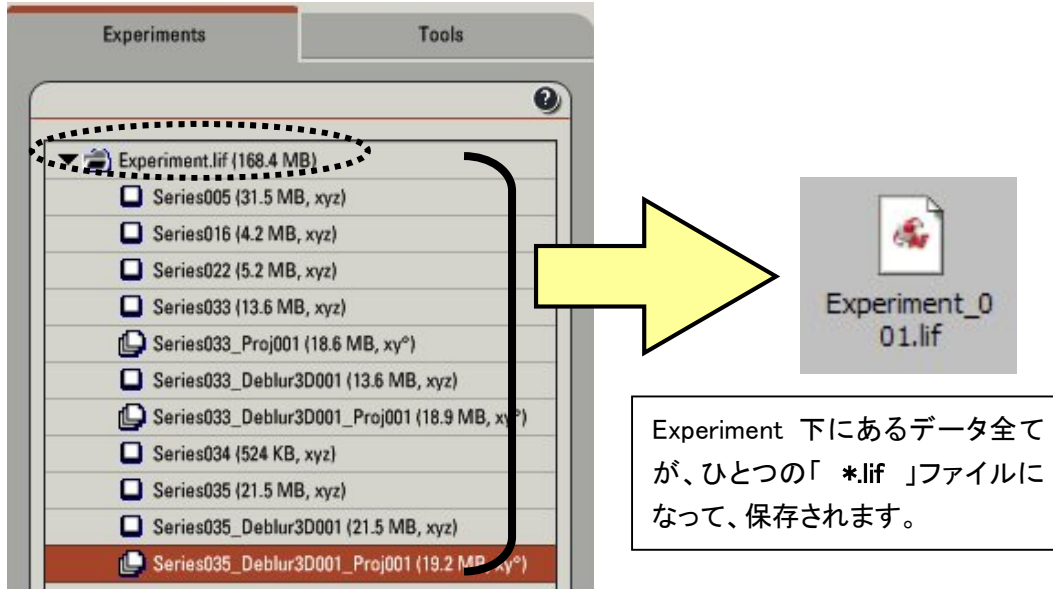 Experiments
Tools
?
Experiment.lif (168.4 MB)
Series005 (31.5 MB, xyz)
Series016 (4.2 MB, xyz)
Series022 (5.2 MB, xyz)
Series033 (13.6 MB, xyz)
Series033_Proj001 (18.6 MB, xy°)
Series033_Deblur3D001 (13.6 MB, xyz)
Series033_Deblur3D001_Proj001 (18.9 MB, xy°)
Series034 (524 KB, xyz)
Series035 (21.5 MB, xyz)
Series035_Deblur3D001 (21.5 MB, xyz)
Series035_Deblur3D001_Proj001 (19.2 MB, xy°)
Experiment_0
01.lif
Experiment 下にあるデータ全て
が、ひとつの「 *.lif 」ファイルに
なって、保存されます。